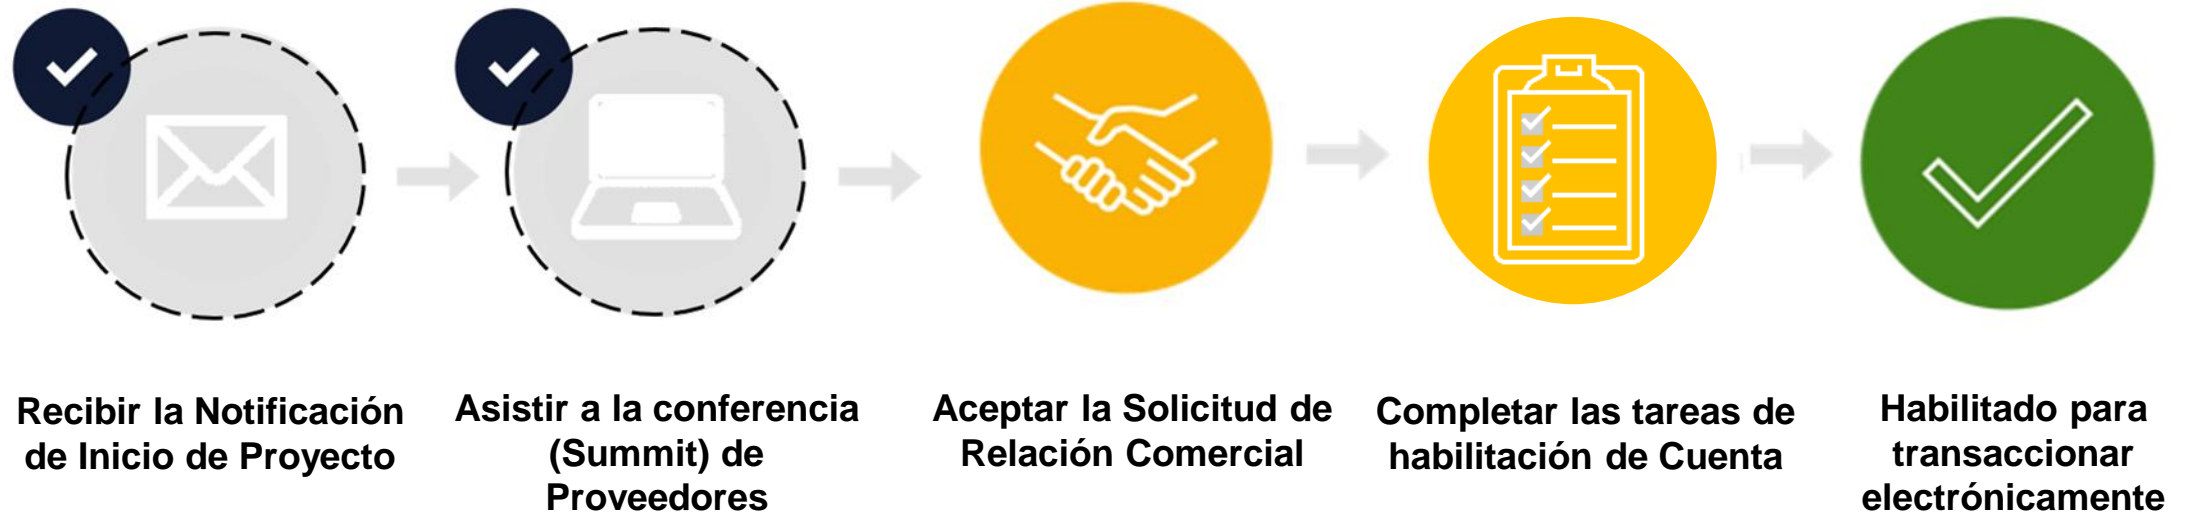 Recibir la Notificación
de Inicio de Proyecto
Asistir a la conferencia
(Summit) de
Proveedores
Aceptar la Solicitud de
Relación Comercial
Completar las tareas de
habilitación de Cuenta
Habilitado para
transaccionar
electrónicamente